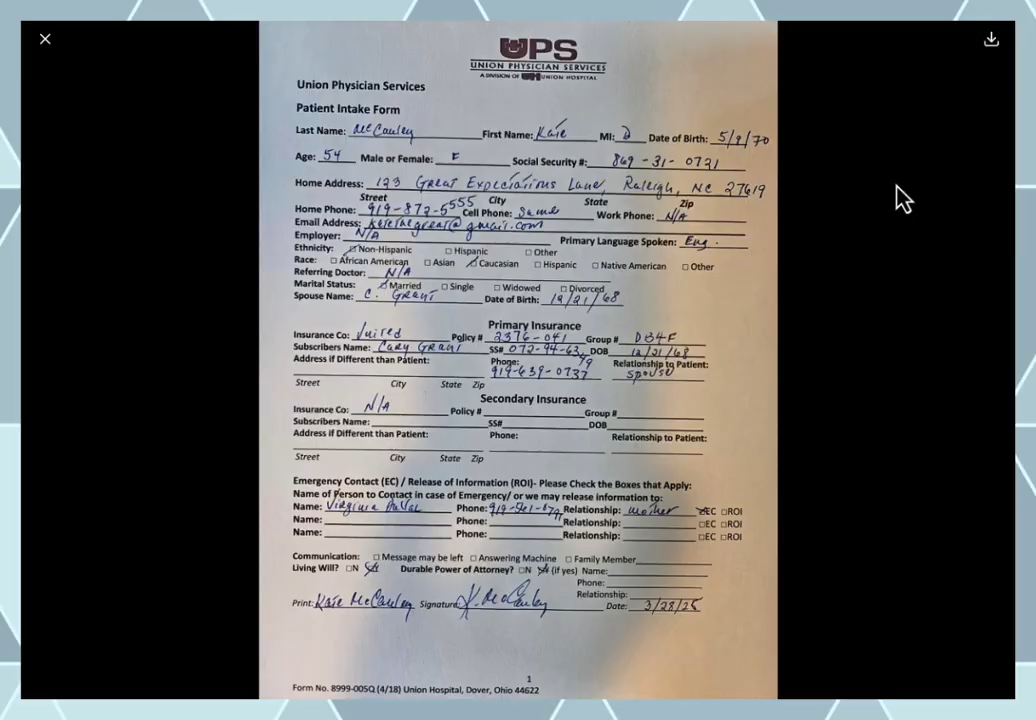 UPS
UNION PHYSICIAN SERVICES
A DIVISION OF UH UNION HOSPITAL
Union Physician Services
Patient Intake Form
Last Name: McCauley First Name: Kate MI: D Date of Birth: 5/9/70
Age: 54 Male or Female: F Social Security #: 869-31-0721
Home Address: 123 Great Expectations Lane, Raleigh, NC 27619
Street City State Zip
Home Phone: 919-872-5555 Cell Phone: Same Work Phone: N/A
Email Address: katethegreat@gmail.com
Employer: N/A Primary Language Spoken: Eng.
Ethnicity: Non-Hispanic □ Hispanic □ Other
Race: □ African American □ Asian Caucasian □ Hispanic □ Native American □ Other
Referring Doctor: N/A
Marital Status: Married □ Single □ Widowed □ Divorced
Spouse Name: C. Grant Date of Birth: 12/21/68
Primary Insurance
Insurance Co: United Policy # 2376-041 Group # DB4F
Subscribers Name: Cary Grant SS# 072-94-6399 DOB 12/21/68
Address if Different than Patient: Phone: 919-639-0737 Relationship to Patient: spouse
Street City State Zip
Secondary Insurance
Insurance Co: N/A Policy # Group #
Subscribers Name: SS# DOB
Address if Different than Patient: Phone: Relationship to Patient:
Street City State Zip
Emergency Contact (EC) / Release of Information (ROI)- Please Check the Boxes that Apply:
Name of Person to Contact in case of Emergency/ or we may release information to:
Name: Virginia Phone: Relationship: mother EC □ROI
Name: Phone: Relationship: □EC □ROI
Name: Phone: Relationship: □EC □ROI
Communication: □ Message may be left □ Answering Machine □ Family Member
Living Will? □N Durable Power of Attorney? □N (if yes) Name:
Phone:
Relationship:
Print: Kate McCauley Signature: K. McCauley Date: 3/28/25
1
Form No. 8999-005Q (4/18) Union Hospital, Dover, Ohio 44622